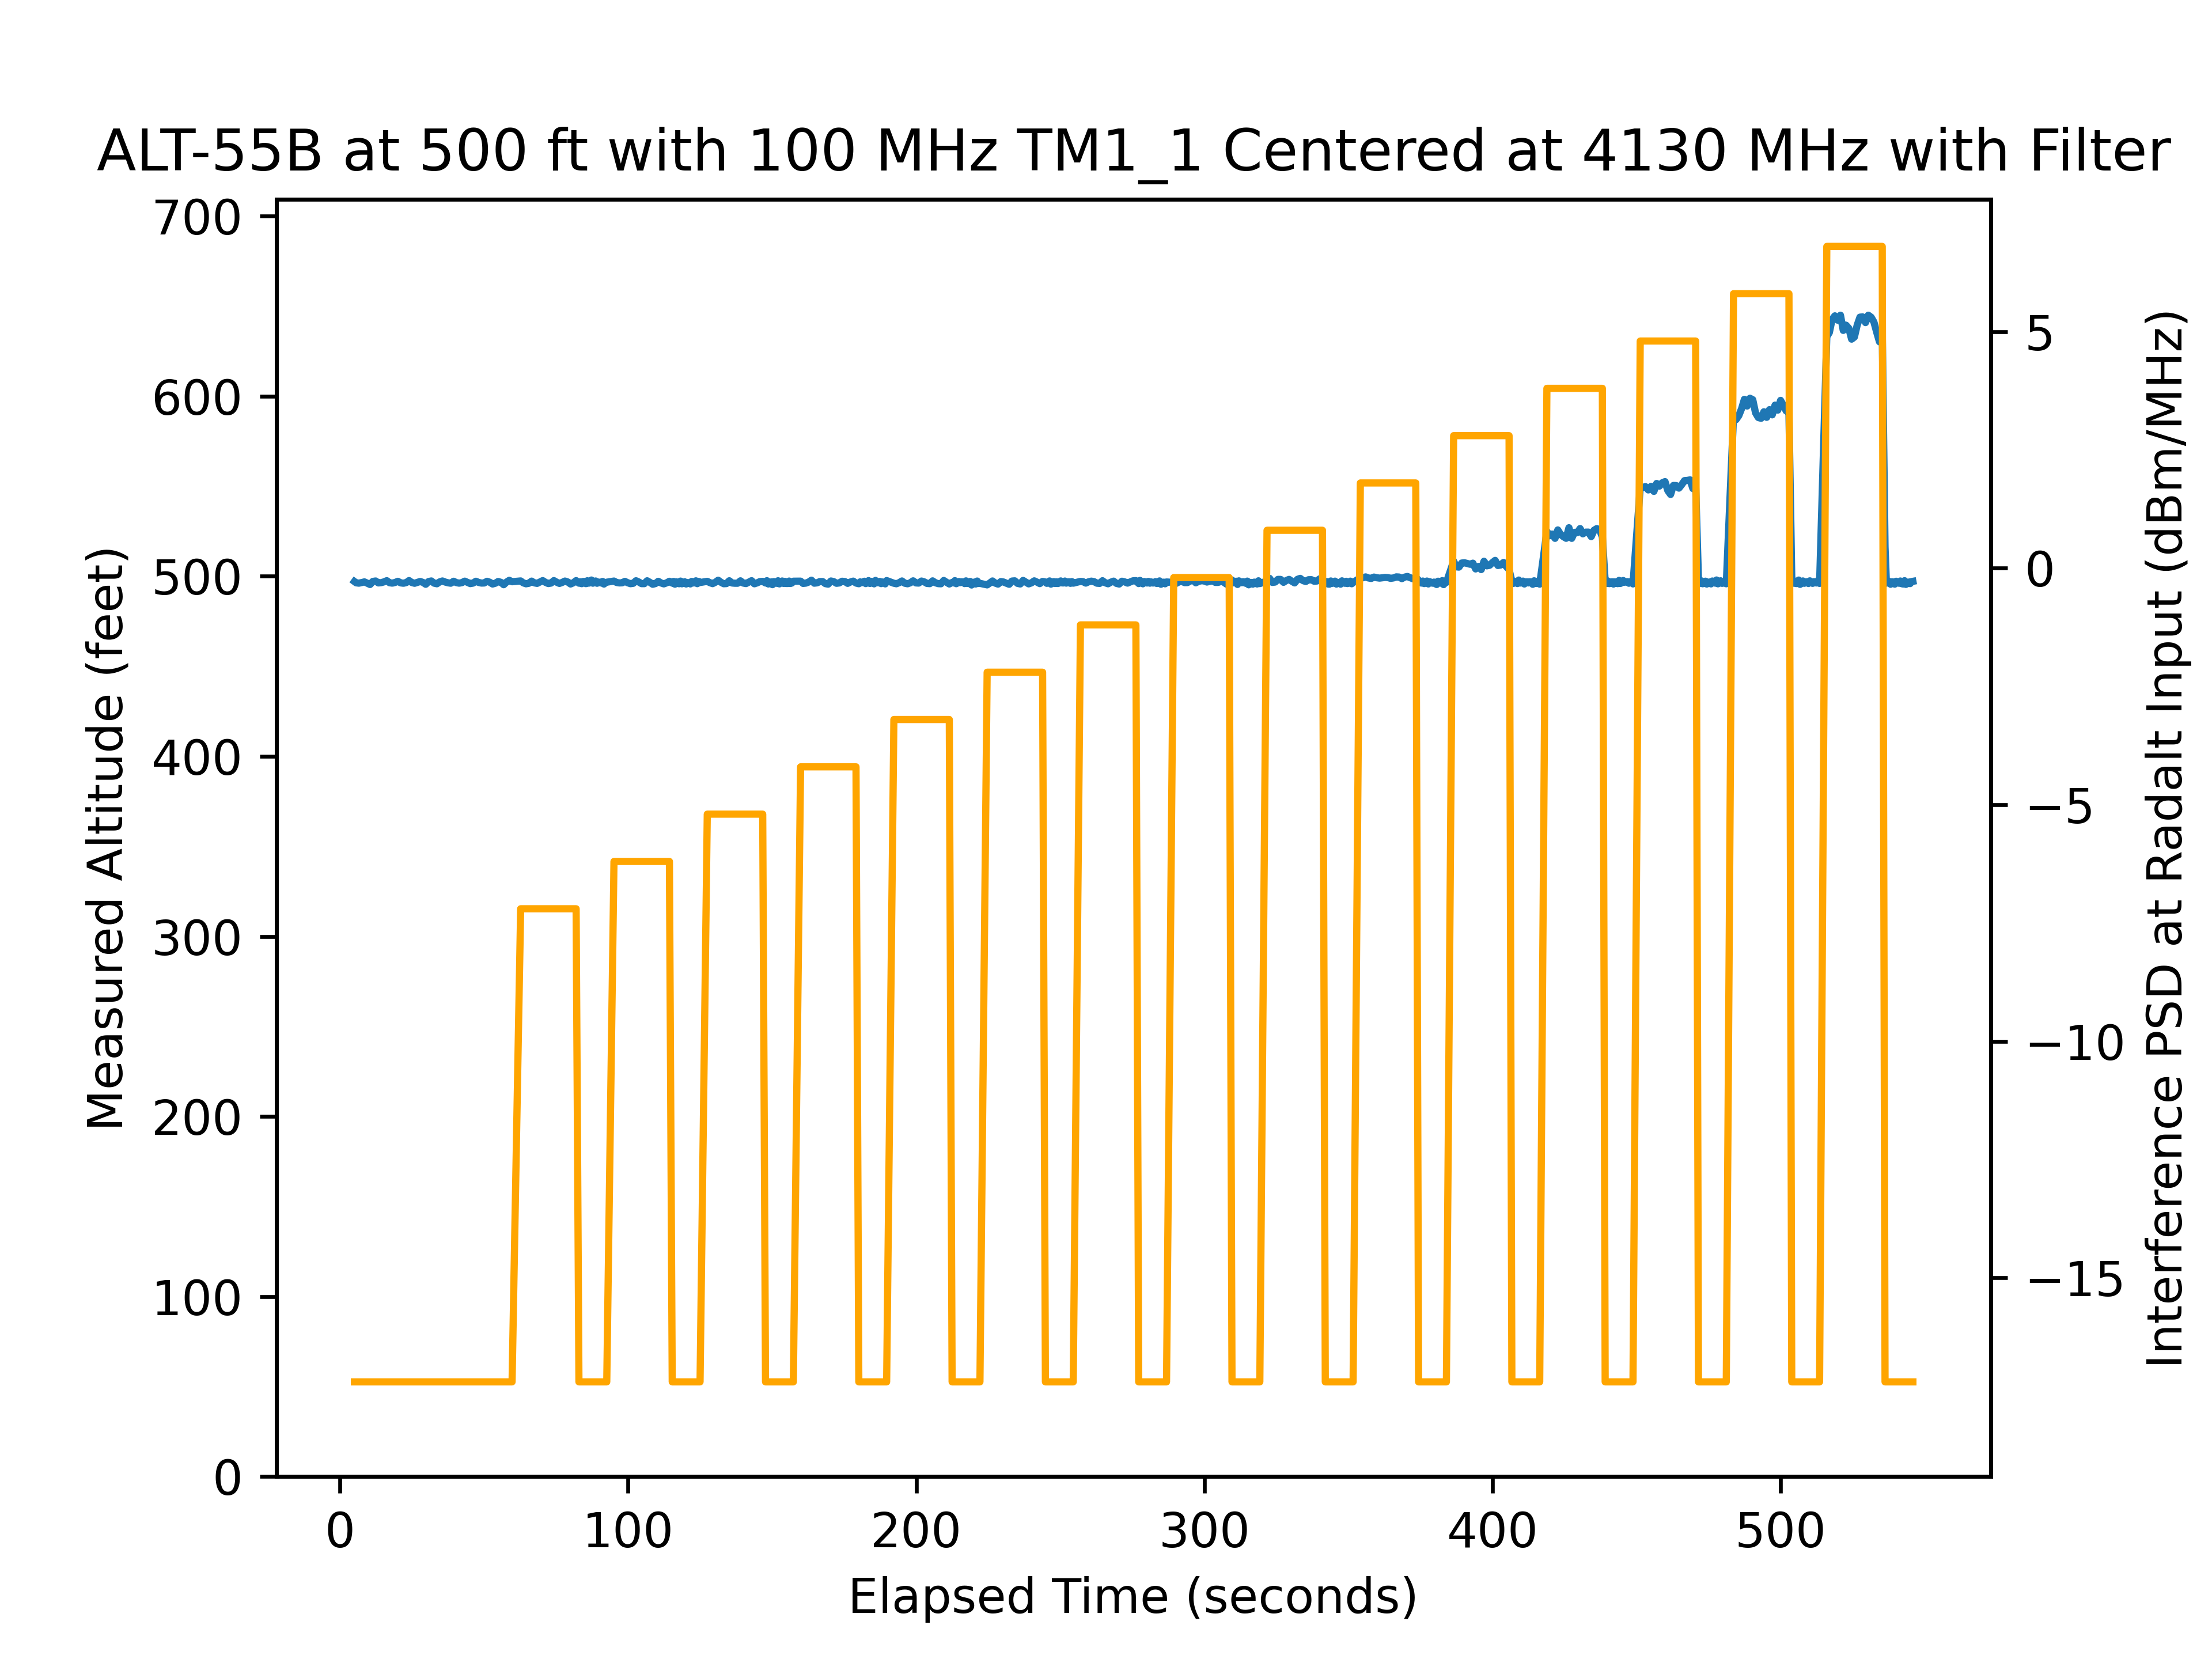 ALT-55B at 500 ft with 100 MHz TM1_1 Centered at 4130 MHz with Filter
Measured Altitude (feet)
700
600
500
400
300
200
100
0
0 100 200 300 400 500
Elapsed Time (seconds)
5
0
−5
−10
−15
Interference PSD at Radalt Input (dBm/MHz)